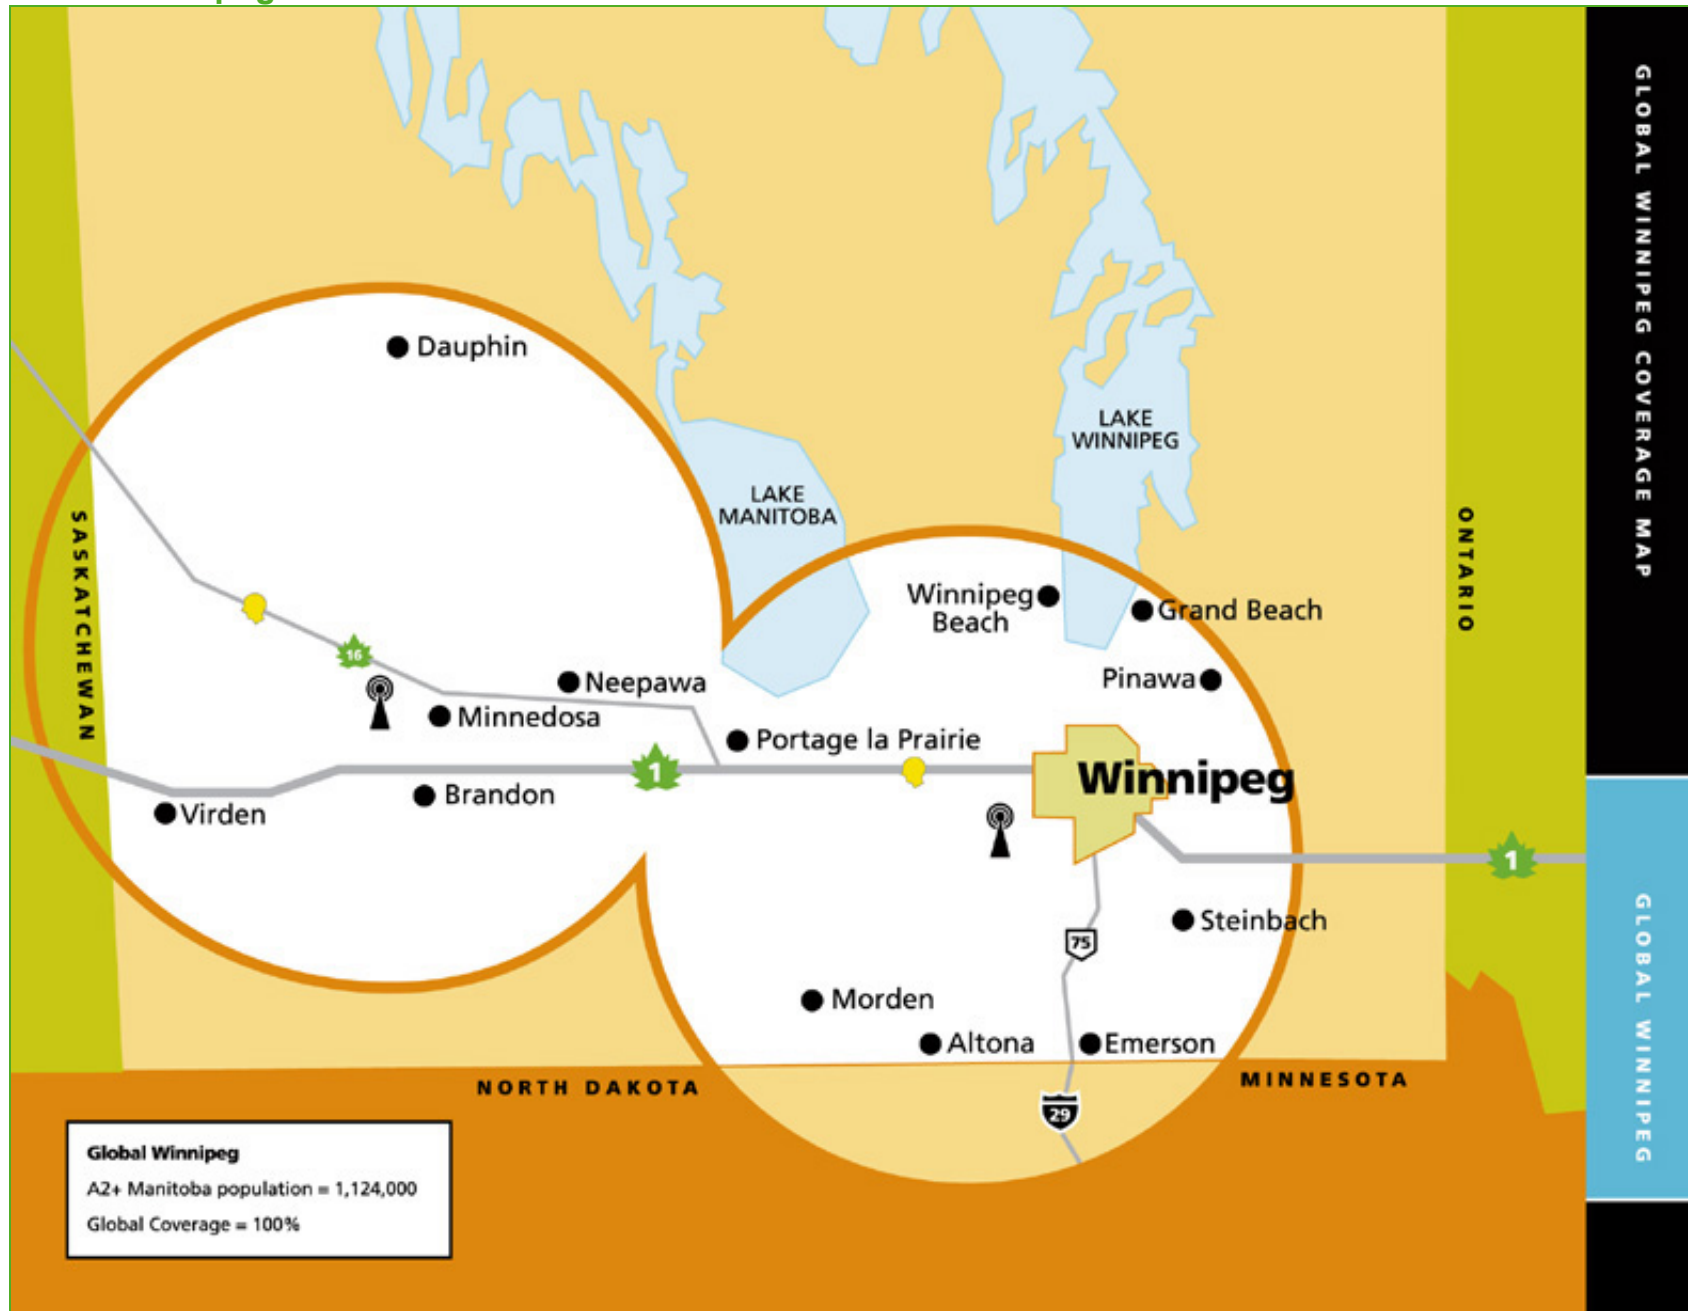 Dauphin
LAKE
WINNIPEG
LAKE
MANITOBA
SASKATCHEWAN
ONTARIO
Winnipeg
Beach
Grand Beach
16
Neepawa
Pinawa
Minnedosa
Portage la Prairie
1
Winnipeg
Brandon
Virden
1
Steinbach
75
Morden
Altona
Emerson
NORTH DAKOTA
MINNESOTA
29
Global Winnipeg
A2+ Manitoba population = 1,124,000
Global Coverage = 100%
GLOBAL WINNIPEG COVERAGE MAP
GLOBAL WINNIPEG